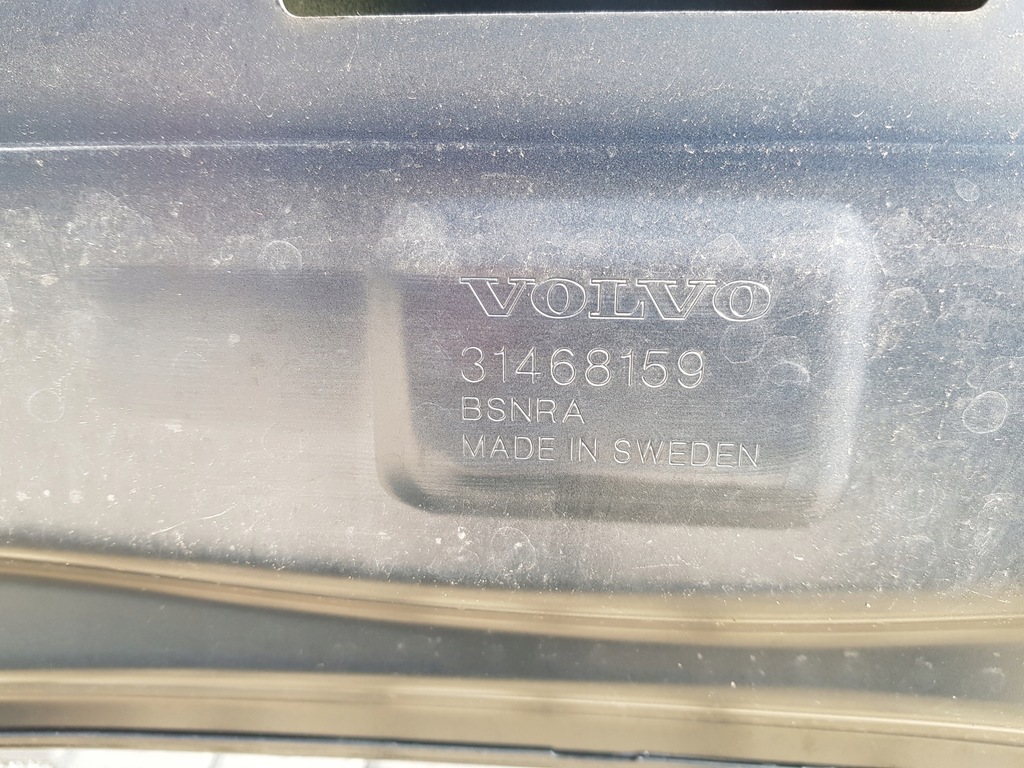 VOLVO
31468159
BSNRA
MADE IN SWEDEN